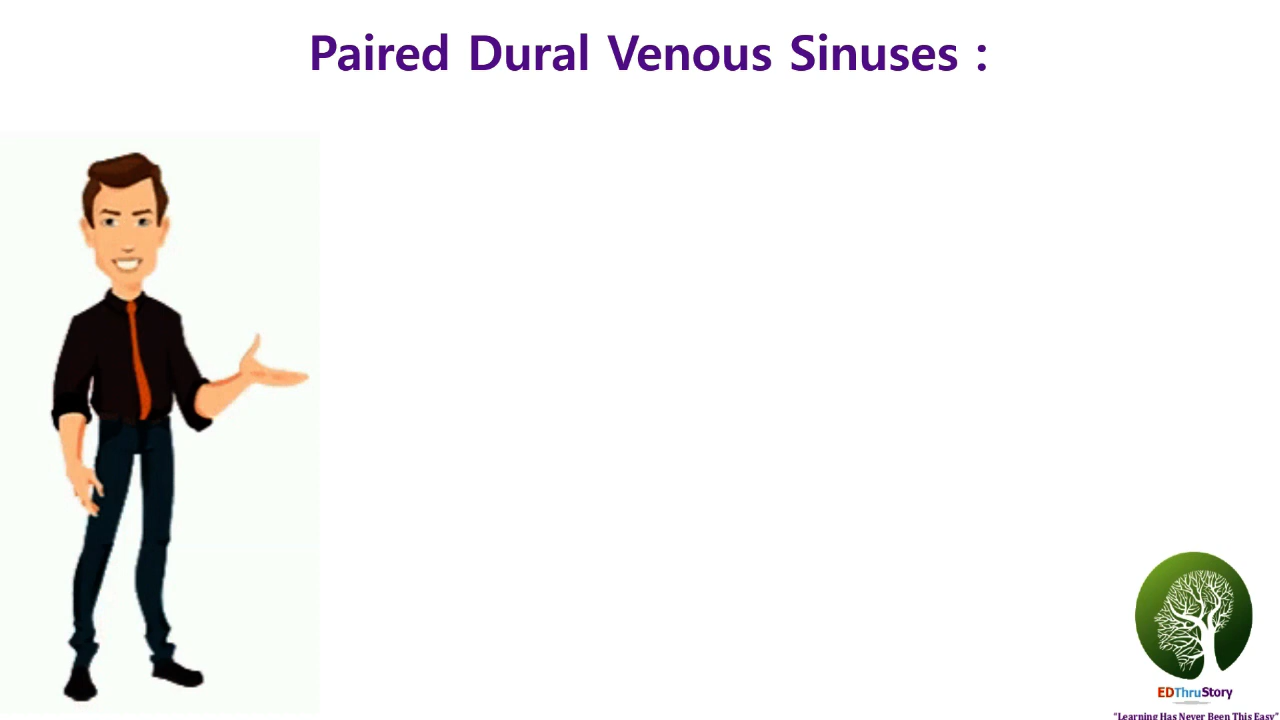 Paired Dural Venous Sinuses :
EDThruStory
"Learning Has Never Been This Easy"